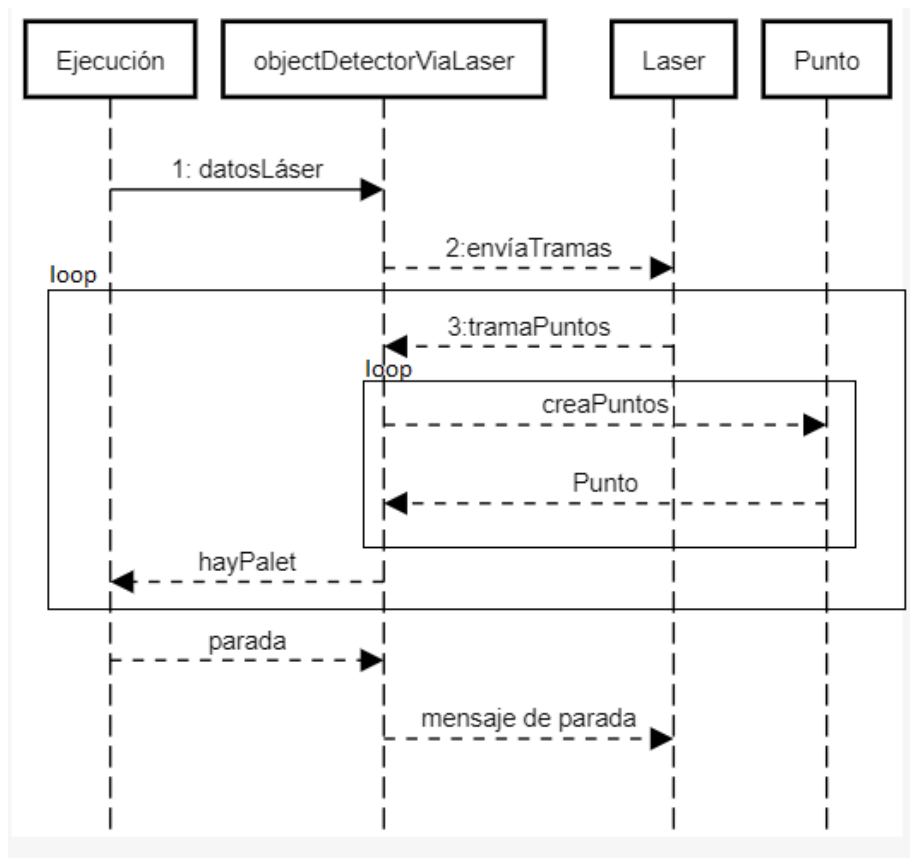 Ejecución
objectDetectorViaLaser
Laser
Punto
1: datosLáser
2:envíaTramas
loop
3:tramaPuntos
loop
creaPuntos
Punto
hayPalet
parada
mensaje de parada